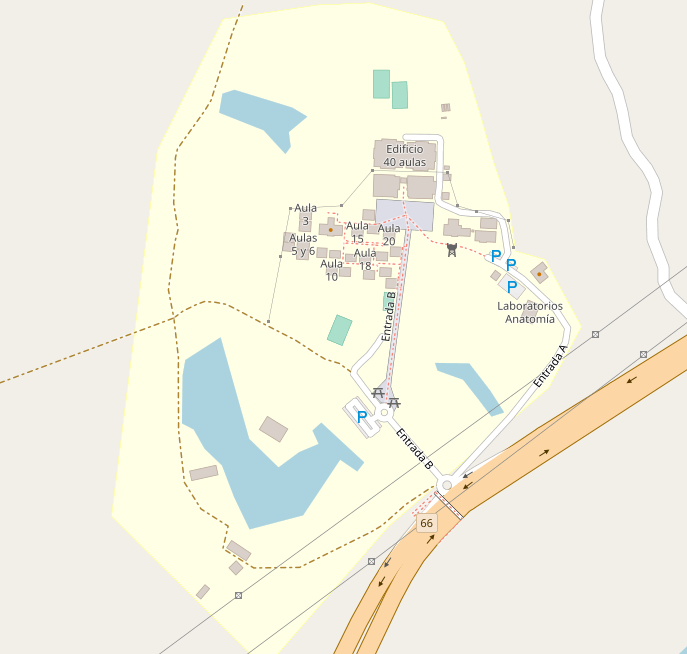 Edificio
40 aulas
Aula
3
Aula
15
Aula
20
Aulas
5 y 6
Aula
18
Aula
10
P
P
P
Laboratorios
Anatomía
Entrada B
Entrada A
P
Entrada B
66